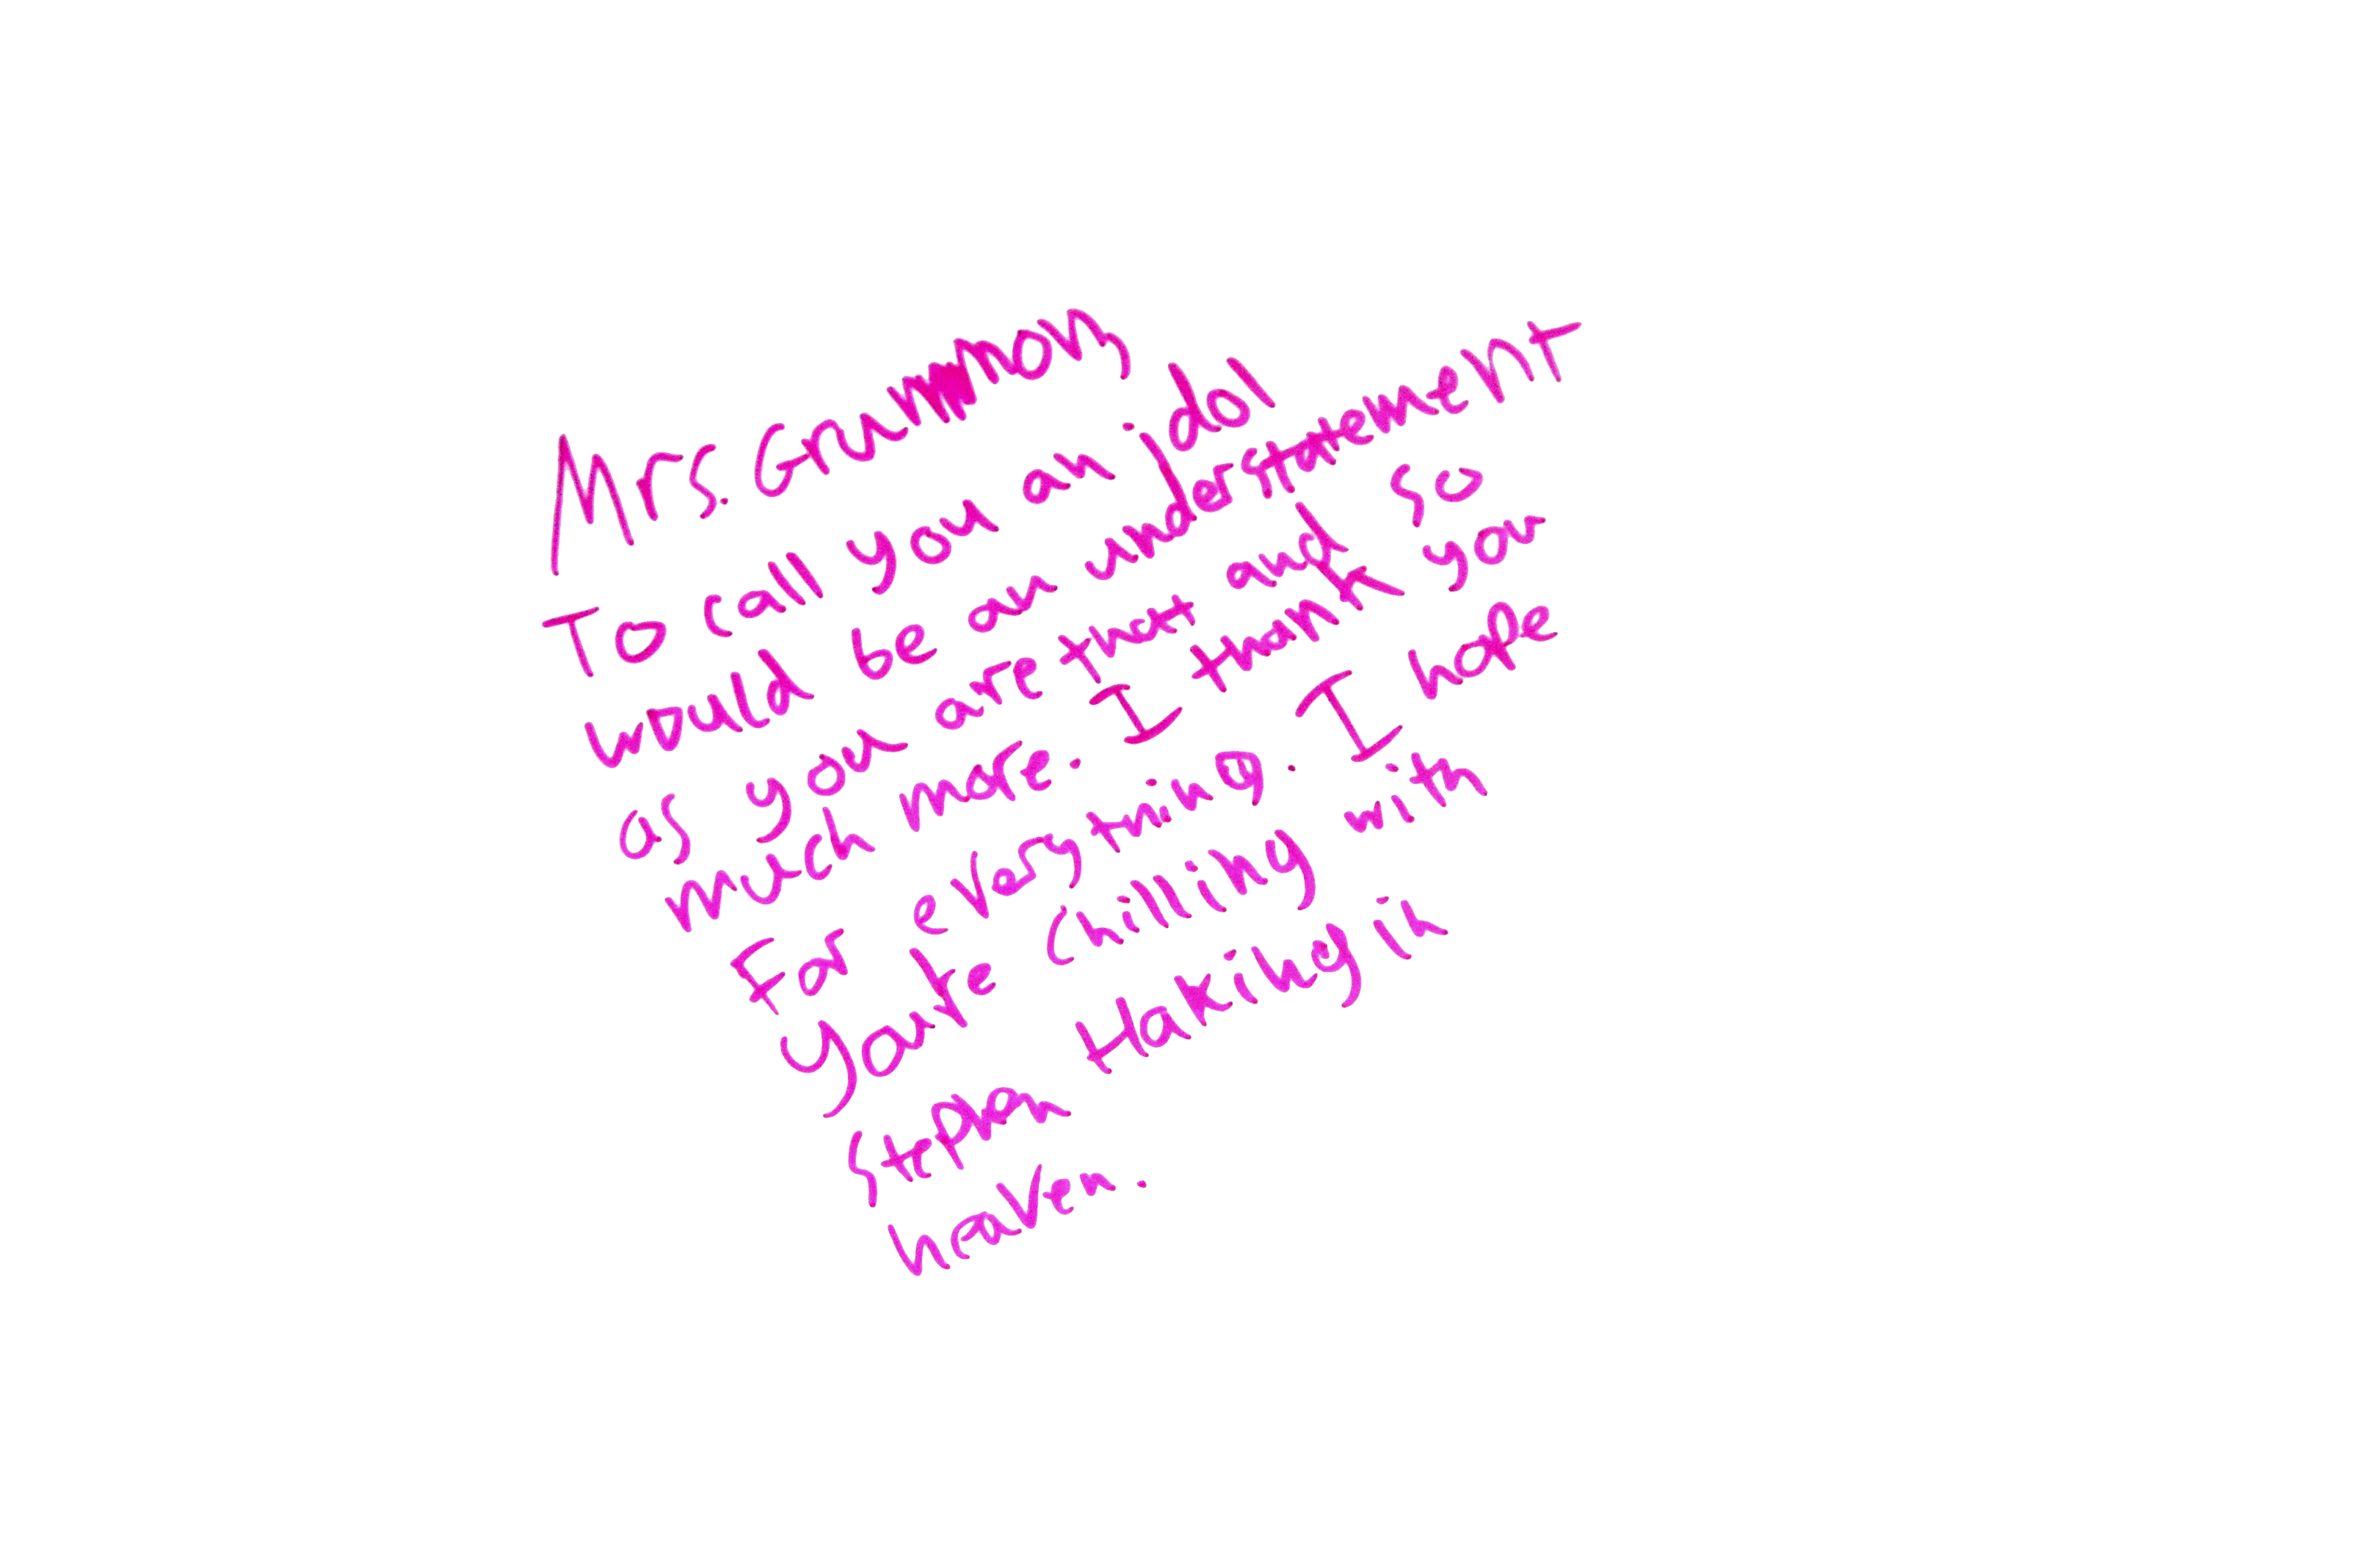 Mrs. Grammon,
To call you an idol
would be an understatement
as you are that and so
much more. I thank you
For everything. I hope
you're Chilling with
Stephen Haking in
heaven.